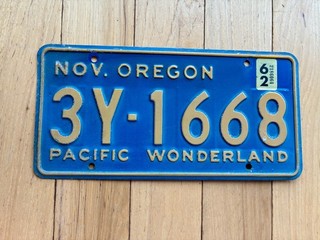 NOV. OREGON
62
3Y-1668
PACIFIC WONDERLAND